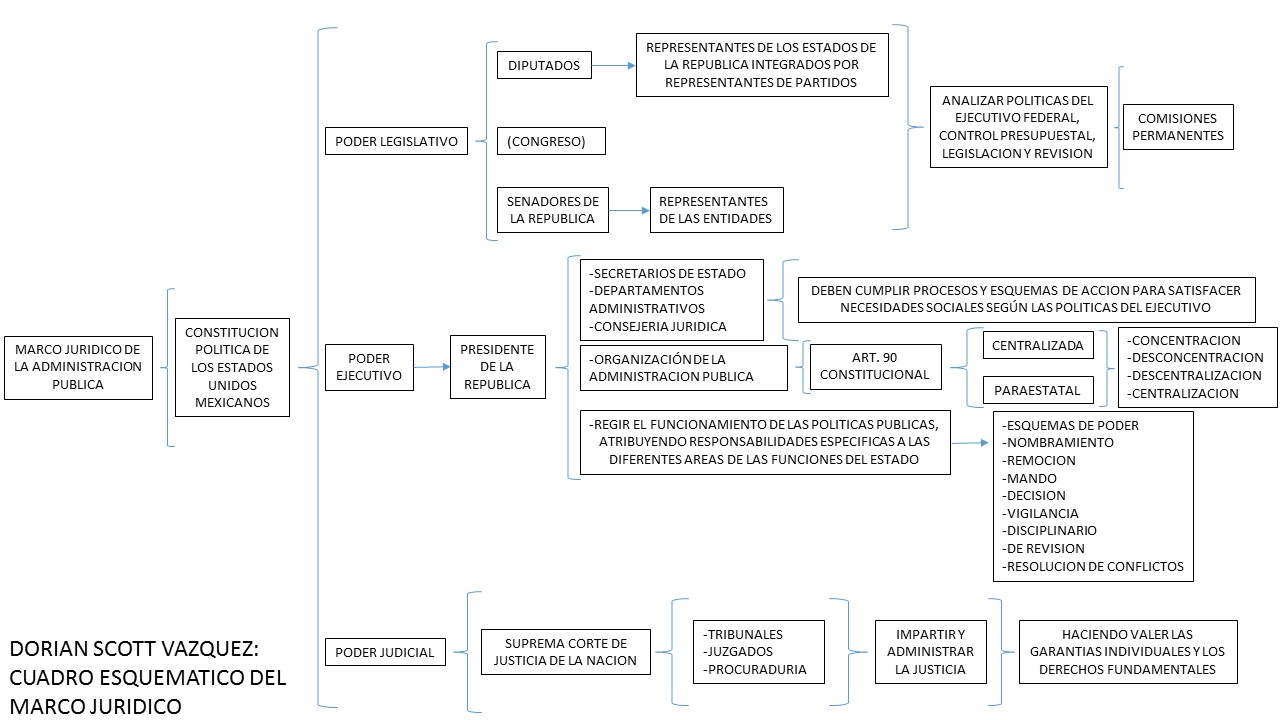 MARCO JURIDICO DE
LA ADMINISTRACION
PUBLICA
CONSTITUCION
POLITICA DE
LOS ESTADOS
UNIDOS
MEXICANOS
PODER LEGISLATIVO
DIPUTADOS
REPRESENTANTES DE LOS ESTADOS DE
LA REPUBLICA INTEGRADOS POR
REPRESENTANTES DE PARTIDOS
(CONGRESO)
SENADORES DE
LA REPUBLICA
REPRESENTANTES
DE LAS ENTIDADES
ANALIZAR POLITICAS DEL
EJECUTIVO FEDERAL,
CONTROL PRESUPUESTAL,
LEGISLACION Y REVISION
COMISIONES
PERMANENTES
PODER
EJECUTIVO
PRESIDENTE
DE LA
REPUBLICA
-SECRETARIOS DE ESTADO
-DEPARTAMENTOS
ADMINISTRATIVOS
-CONSEJERIA JURIDICA
DEBEN CUMPLIR PROCESOS Y ESQUEMAS DE ACCION PARA SATISFACER
NECESIDADES SOCIALES SEGÚN LAS POLITICAS DEL EJECUTIVO
-ORGANIZACIÓN DE LA
ADMINISTRACION PUBLICA
ART. 90
CONSTITUCIONAL
CENTRALIZADA
PARAESTATAL
-CONCENTRACION
-DESCONCENTRACION
-DESCENTRALIZACION
-CENTRALIZACION
-REGIR EL FUNCIONAMIENTO DE LAS POLITICAS PUBLICAS,
ATRIBUYENDO RESPONSABILIDADES ESPECIFICAS A LAS
DIFERENTES AREAS DE LAS FUNCIONES DEL ESTADO
-ESQUEMAS DE PODER
-NOMBRAMIENTO
-REMOCION
-MANDO
-DECISION
-VIGILANCIA
-DISCIPLINARIO
-DE REVISION
-RESOLUCION DE CONFLICTOS
PODER JUDICIAL
SUPREMA CORTE DE
JUSTICIA DE LA NACION
-TRIBUNALES
-JUZGADOS
-PROCURADURIA
IMPARTIR Y
ADMINISTRAR
LA JUSTICIA
HACIENDO VALER LAS
GARANTIAS INDIVIDUALES Y LOS
DERECHOS FUNDAMENTALES
DORIAN SCOTT VAZQUEZ:
CUADRO ESQUEMATICO DEL
MARCO JURIDICO